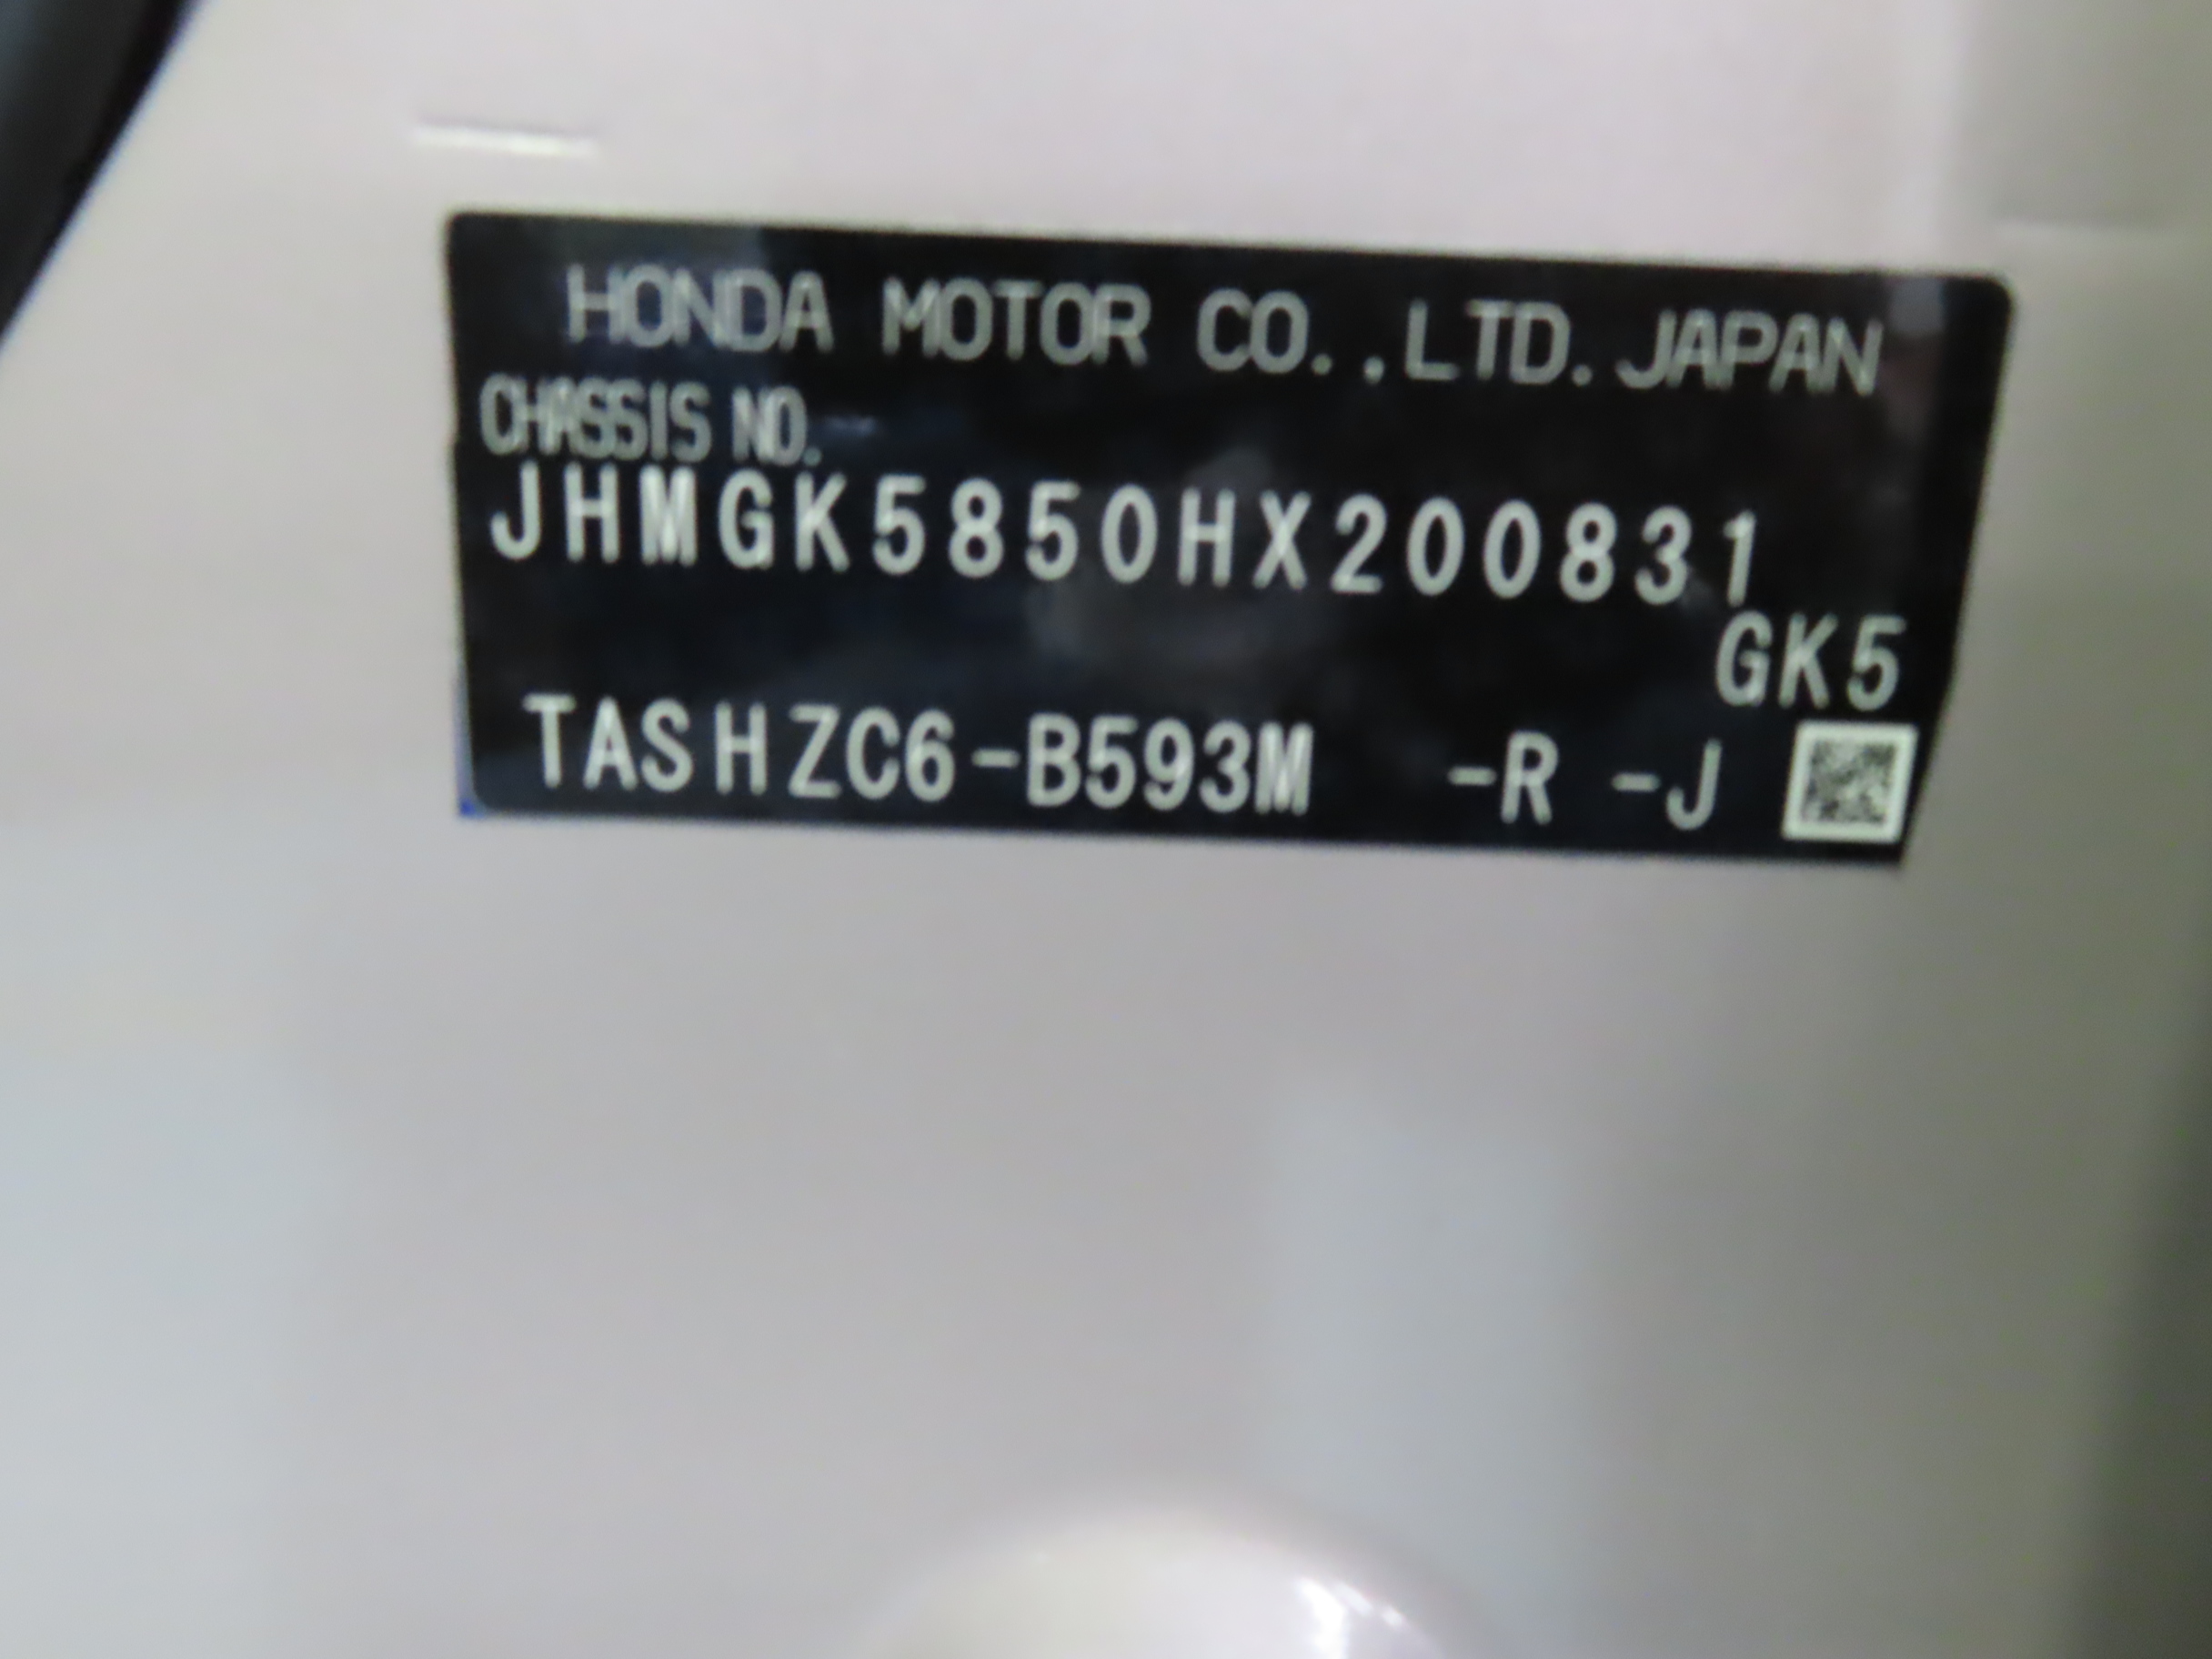 HONDA MOTOR CO.,LTD. JAPAN
CHASSIS NO.
JHMGK5850HX200831
GK5
TASHZC6-B593M -R -J